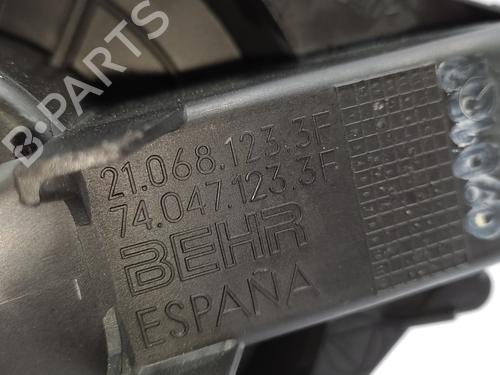 B-PARTS
21.068.123.3F
74.047.123.3F
BEHR
ESPAÑA